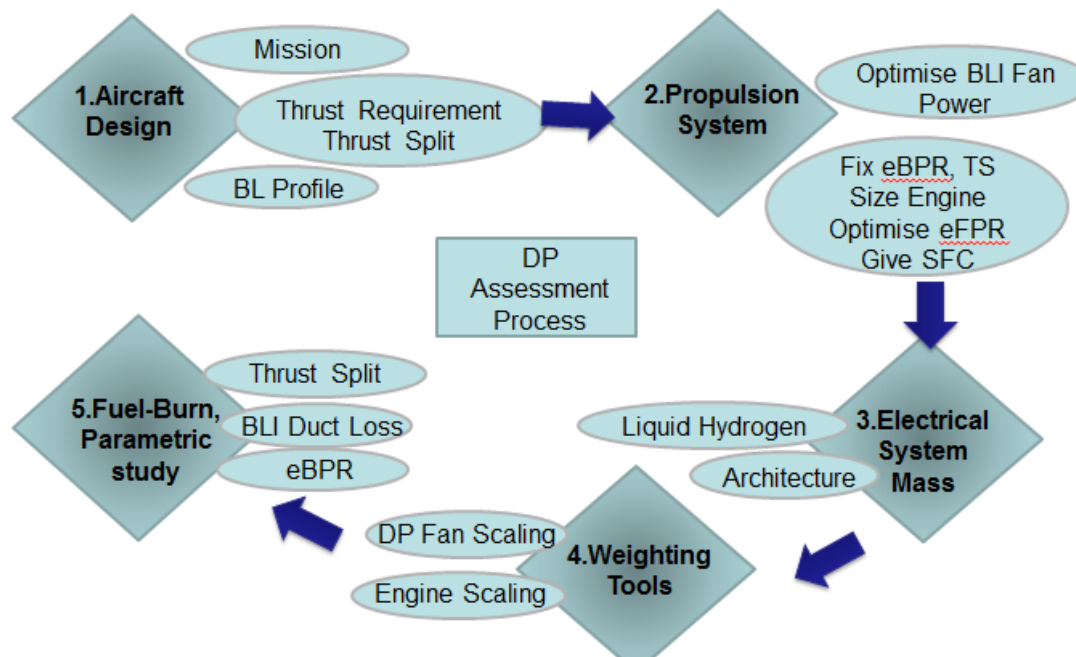 Mission
1.Aircraft
Design
Thrust Requirement
Thrust Split
BL Profile
2.Propulsion
System
Optimise BLI Fan
Power
Fix eBPR, TS
Size Engine
Optimise eFPR
Give SFC
DP
Assessment
Process
3.Electrical
System
Mass
Liquid Hydrogen
Architecture
4.Weighting
Tools
DP Fan Scaling
Engine Scaling
5.Fuel-Burn,
Parametric
study
Thrust Split
BLI Duct Loss
eBPR